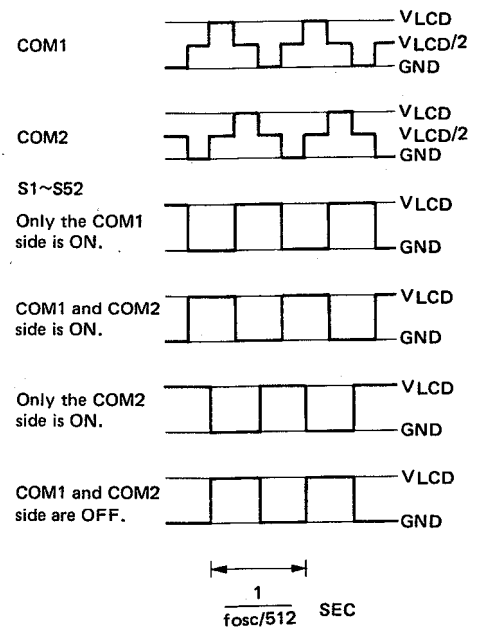 VLCD
COM1
VLCD/2
GND
VLCD
COM2
VLCD/2
GND
S1~S52
Only the COM1
side is ON.
VLCD
GND
COM1 and COM2
side is ON.
VLCD
GND
Only the COM2
side is ON.
VLCD
GND
COM1 and COM2
side are OFF.
VLCD
GND
1
fosc/512 SEC